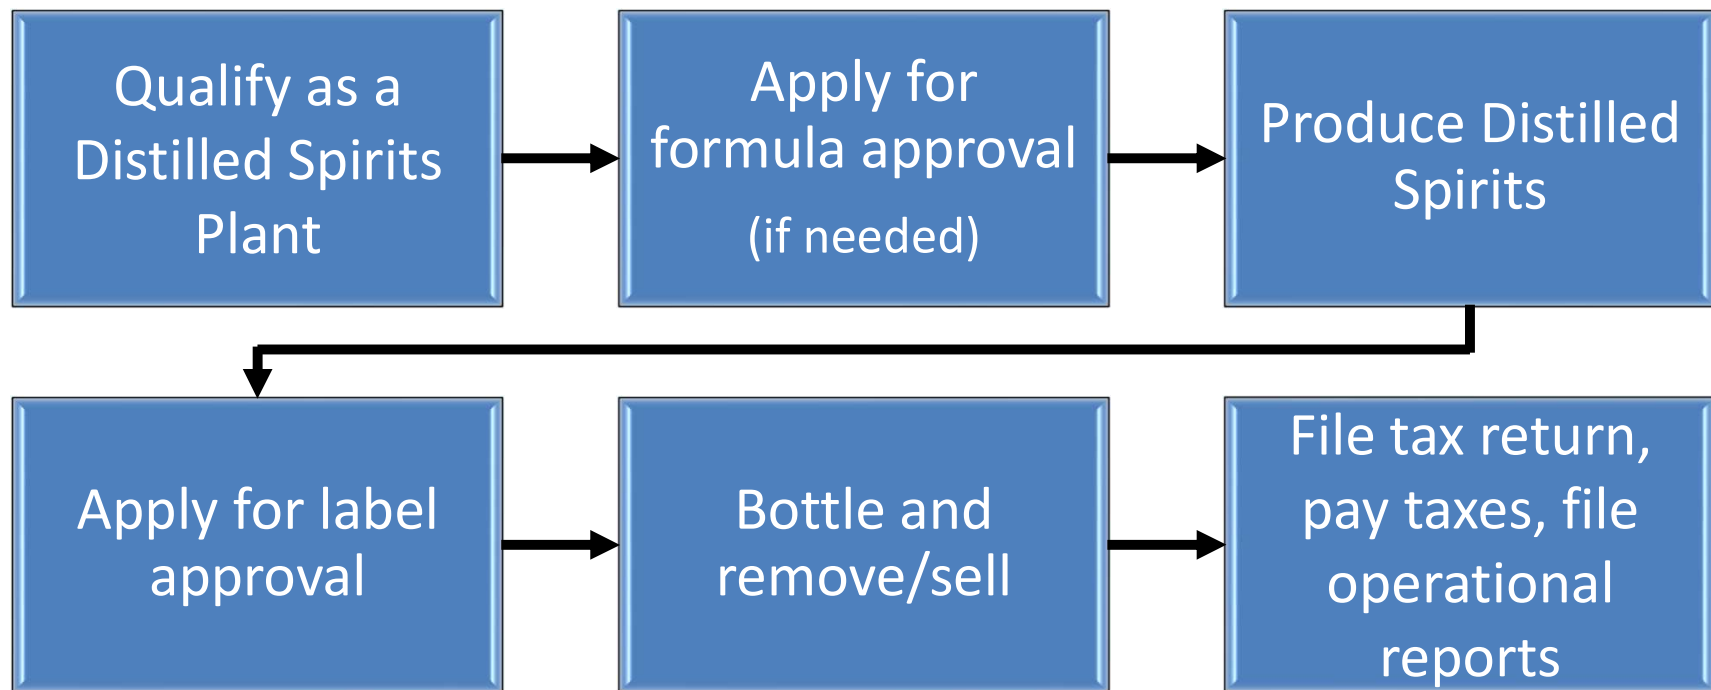 Qualify as a
Distilled Spirits
Plant
Apply for
formula approval
(if needed)
Produce Distilled
Spirits
Apply for label
approval
Bottle and
remove/sell
File tax return,
pay taxes, file
operational
reports